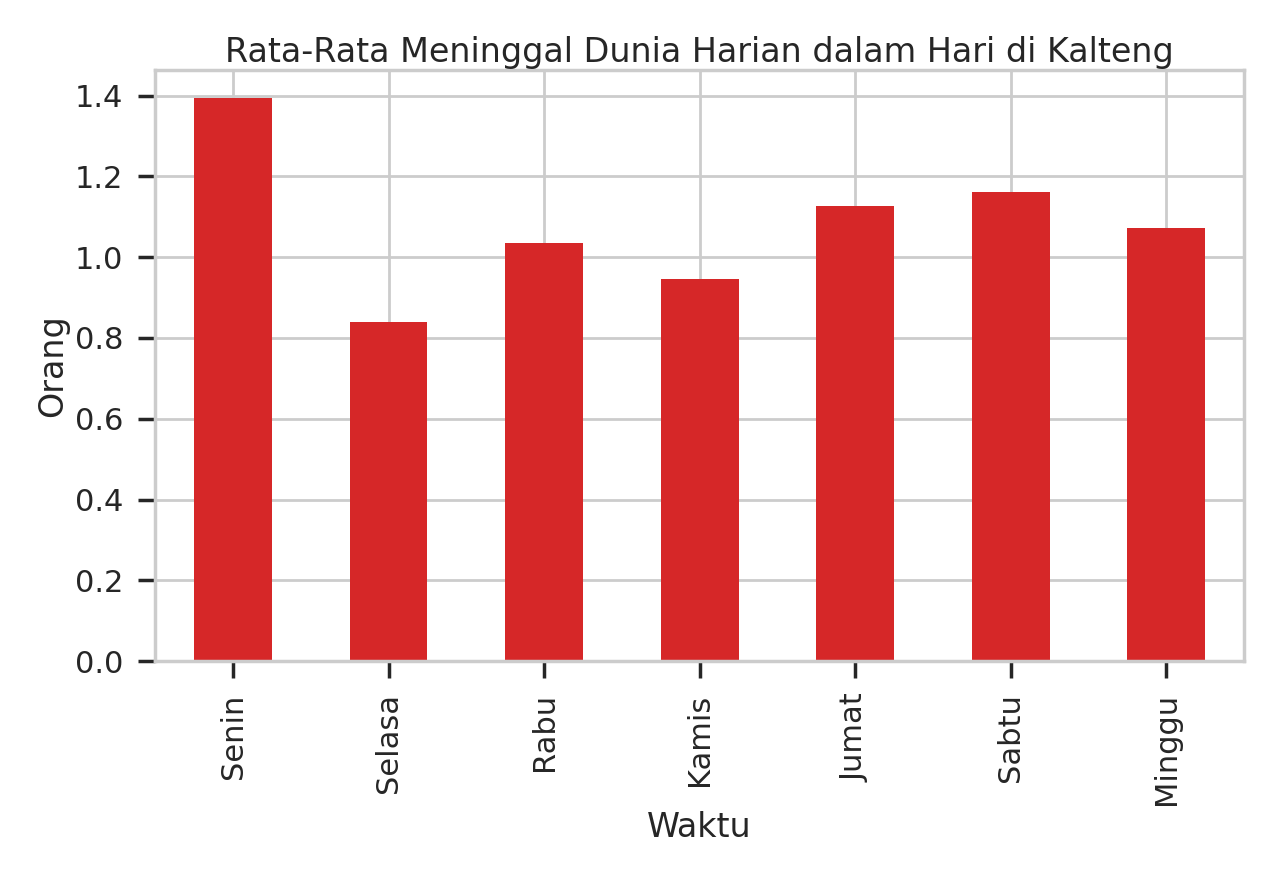 Rata-Rata Meninggal Dunia Harian dalam Hari di Kalteng
1.4
1.2
1.0
0.8
0.6
0.4
0.2
0.0
Orang
Senin
Selasa
Rabu
Kamis
Jumat
Sabtu
Minggu
Waktu